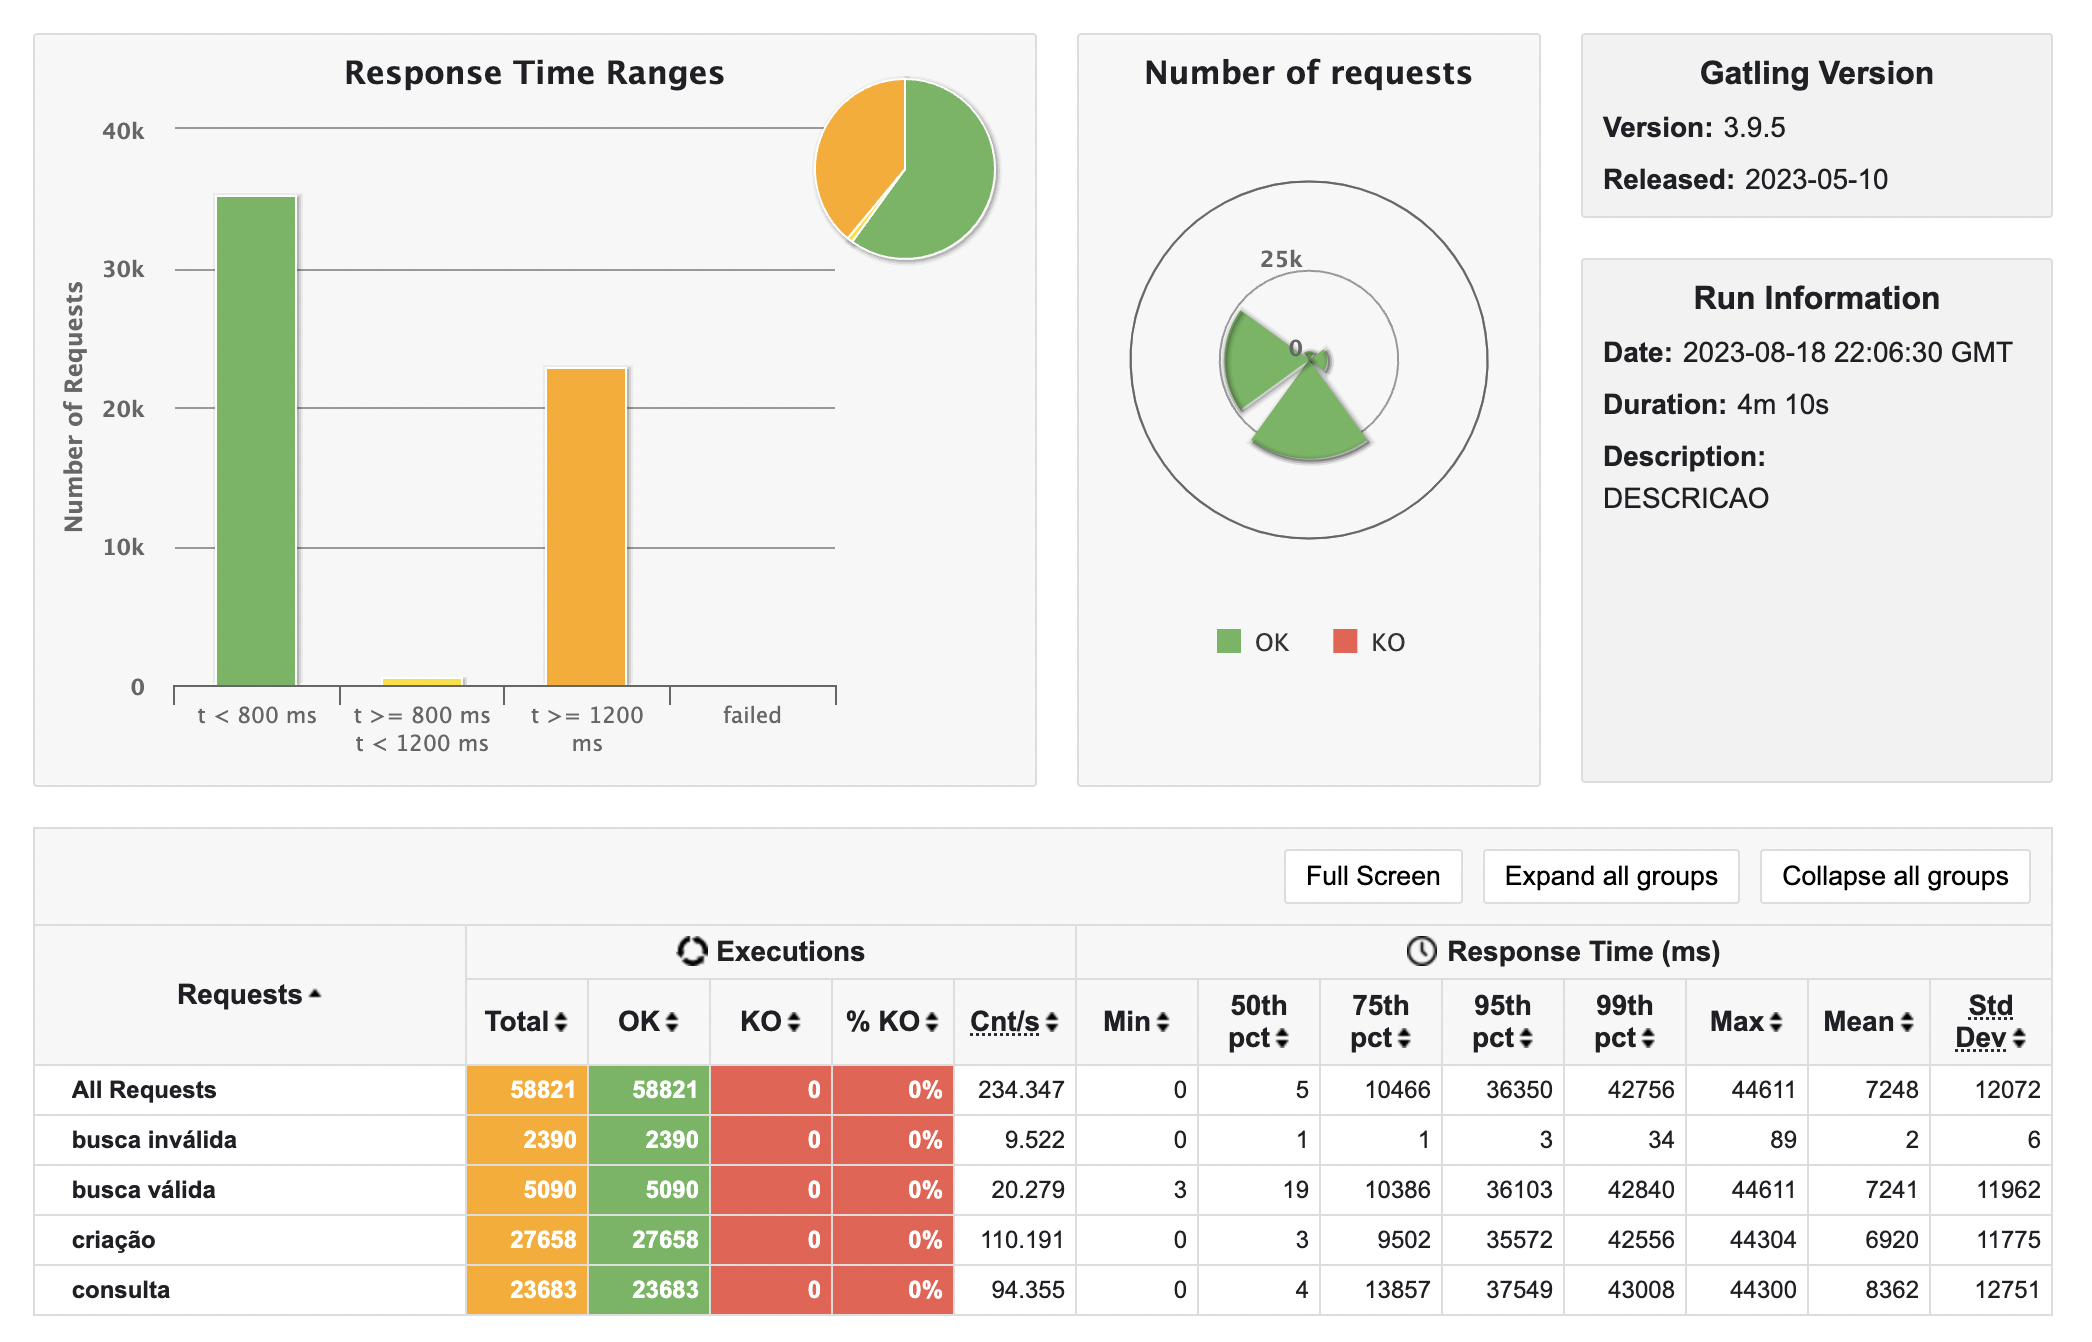 Response Time Ranges
Number of Requests
40k
30k
20k
10k
0
t < 800 ms
t >= 800 ms
t < 1200 ms
t >= 1200
ms
failed
Number of requests
25k
0
OK
KO
Gatling Version
Version: 3.9.5
Released: 2023-05-10
Run Information
Date: 2023-08-18 22:06:30 GMT
Duration: 4m 10s
Description:
DESCRICAO
Full Screen Expand all groups Collapse all groups
Requests Executions Response Time (ms)
Total OK KO % KO Cnt/s Min 50th pct 75th pct 95th pct 99th pct Max Mean Std Dev
All Requests 58821 58821 0 0% 234.347 0 5 10466 36350 42756 44611 7248 12072
busca inválida 2390 2390 0 0% 9.522 0 1 1 3 34 89 2 6
busca válida 5090 5090 0 0% 20.279 3 19 10386 36103 42840 44611 7241 11962
criação 27658 27658 0 0% 110.191 0 3 9502 35572 42556 44304 6920 11775
consulta 23683 23683 0 0% 94.355 0 4 13857 37549 43008 44300 8362 12751